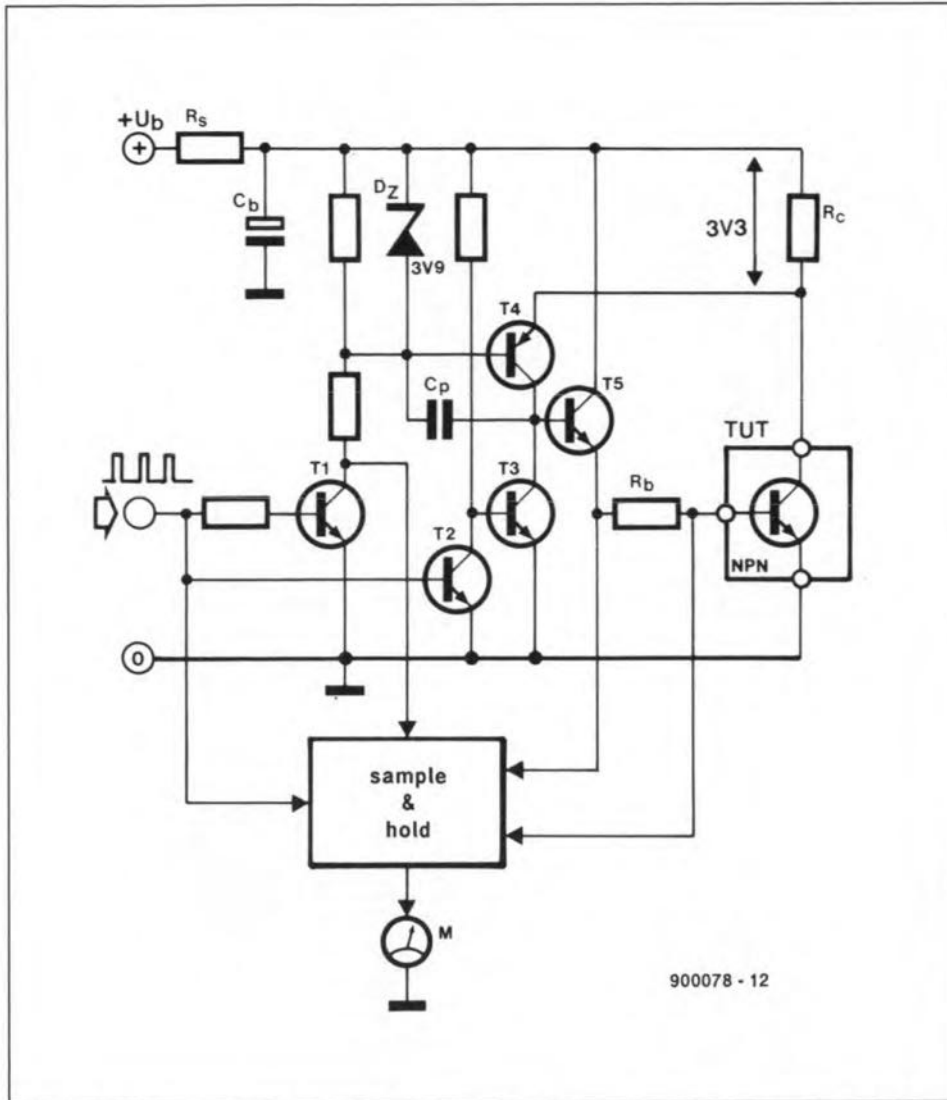 +Ub
Rs
+
Cb
DZ
3V9
3V3
Rc
T4
Cp
T5
TUT
T1
T3
Rb
T2
NPN
0
sample
&
hold
M
900078 - 12